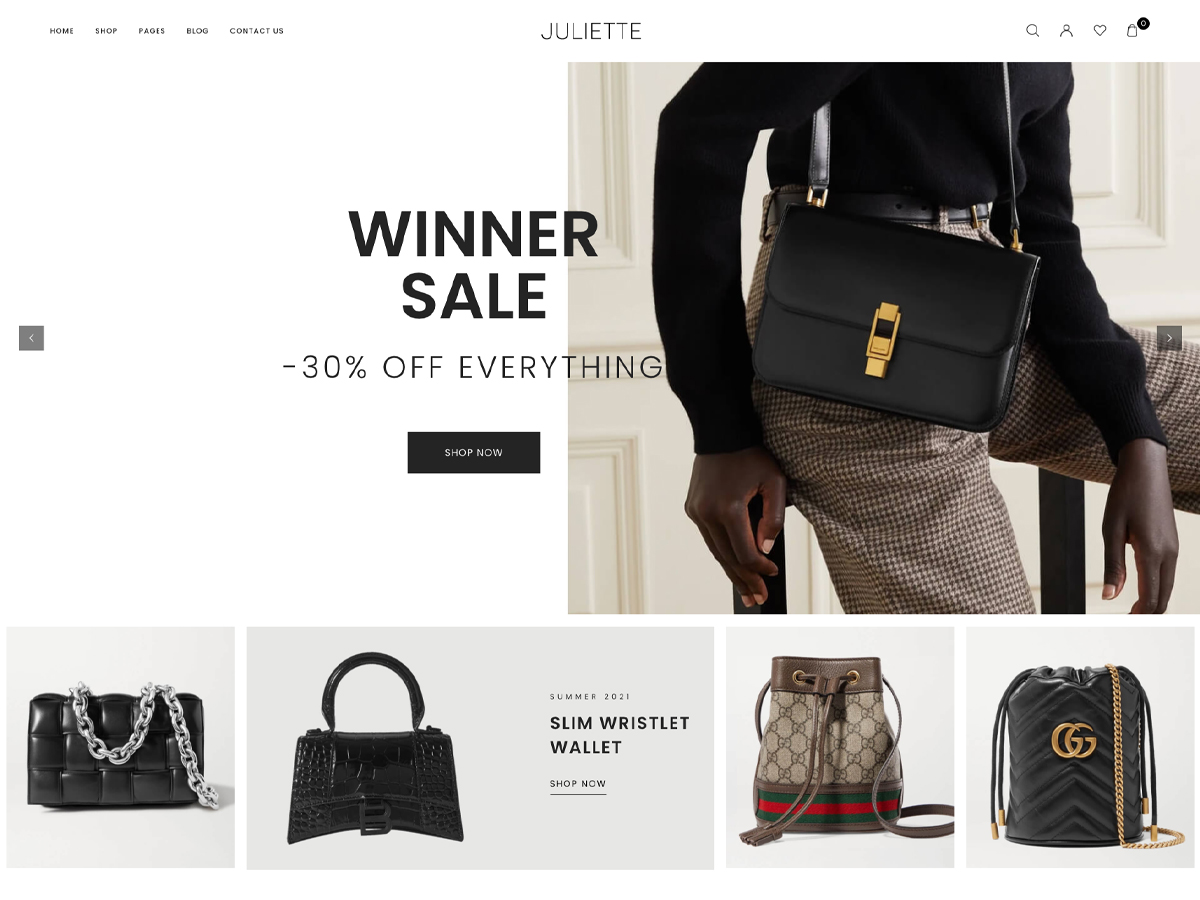 HOME SHOP PAGES BLOG CONTACT US
JULIETTE
0
WINNER
SALE
-30% OFF EVERYTHING
SHOP NOW
SUMMER 2021
SLIM WRISTLET
WALLET
SHOP NOW